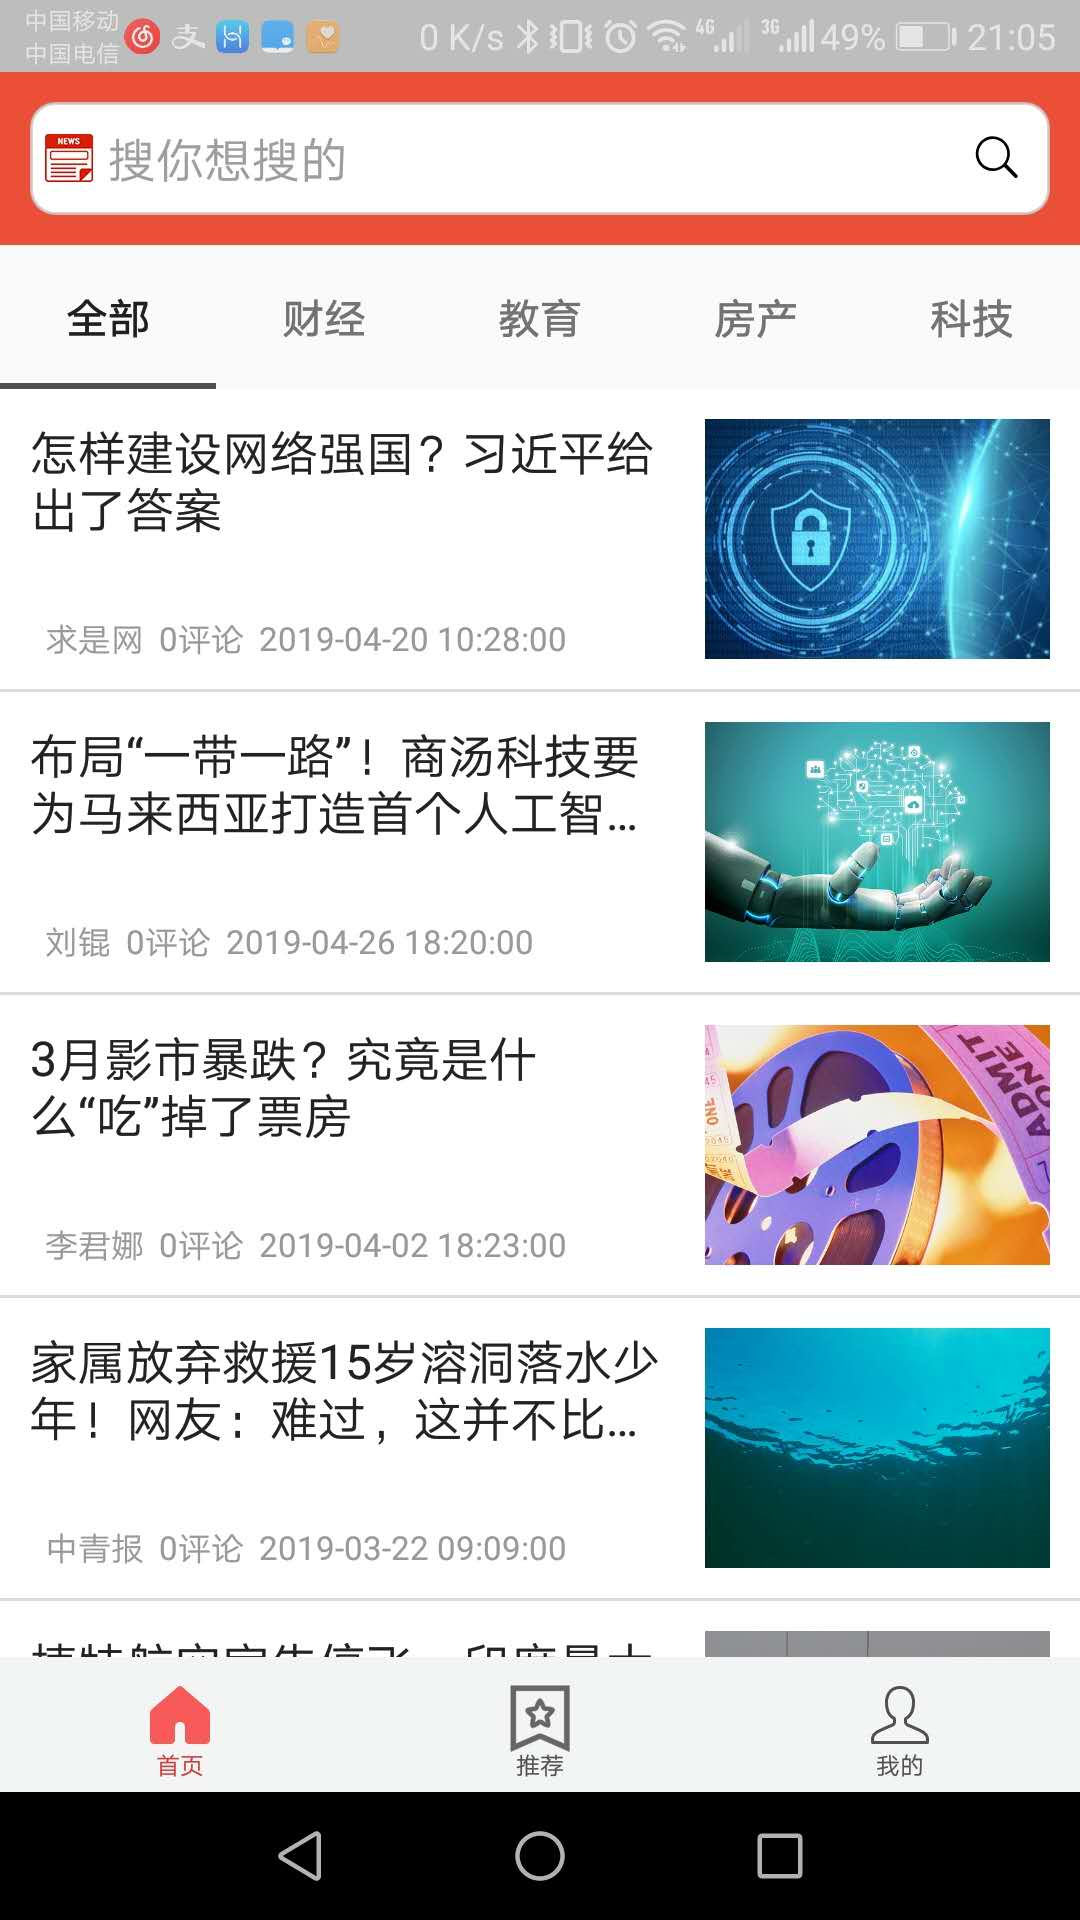 中国移动
中国电信
0 K/s 4G 3G 49% 21:05
NEWS 搜你想搜的
全部 财经 教育 房产 科技
怎样建设网络强国？习近平给
出了答案
求是网 0评论 2019-04-20 10:28:00
布局“一带一路”！商汤科技要
为马来西亚打造首个人工智...
刘锟 0评论 2019-04-26 18:20:00
3月影市暴跌？究竟是什
么“吃”掉了票房
ADMIT
ONE
李君娜 0评论 2019-04-02 18:23:00
家属放弃救援15岁溶洞落水少
年！网友：难过，这并不比...
中青报 0评论 2019-03-22 09:09:00
首页 推荐 我的